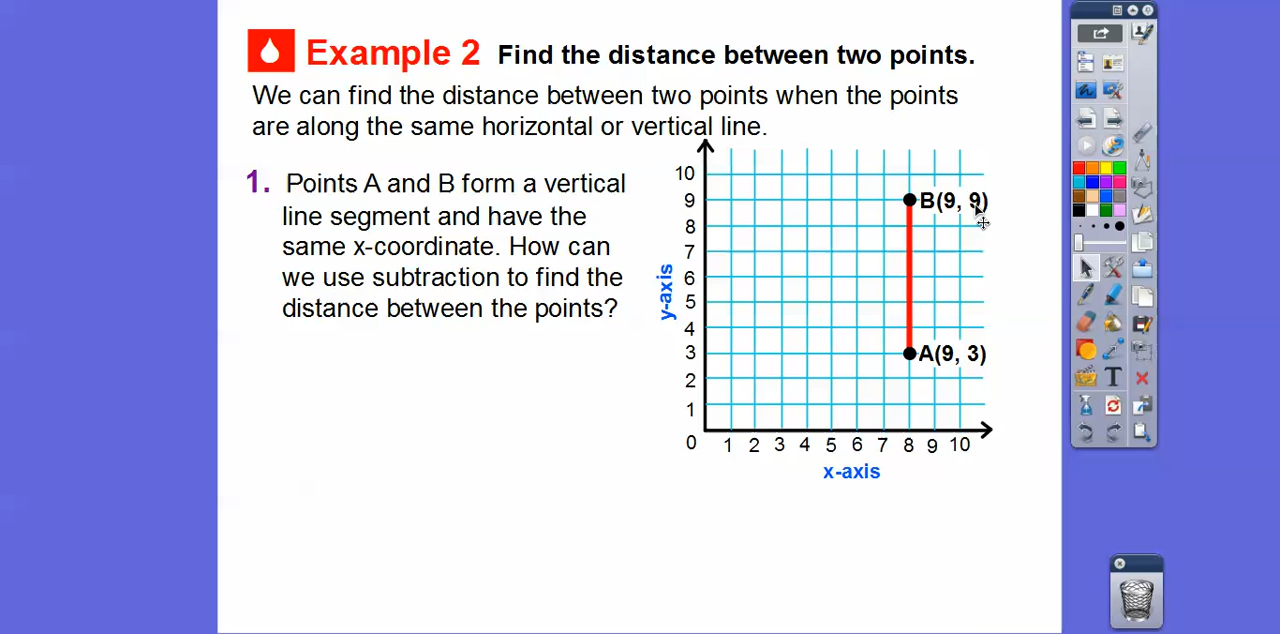 Example 2 Find the distance between two points.
We can find the distance between two points when the points
are along the same horizontal or vertical line.
1. Points A and B form a vertical
line segment and have the
same x-coordinate. How can
we use subtraction to find the
distance between the points?
y-axis
10
9
8
7
6
5
4
3
2
1
0
B(9, 9)
A(9, 3)
1 2 3 4 5 6 7 8 9 10
x-axis
T